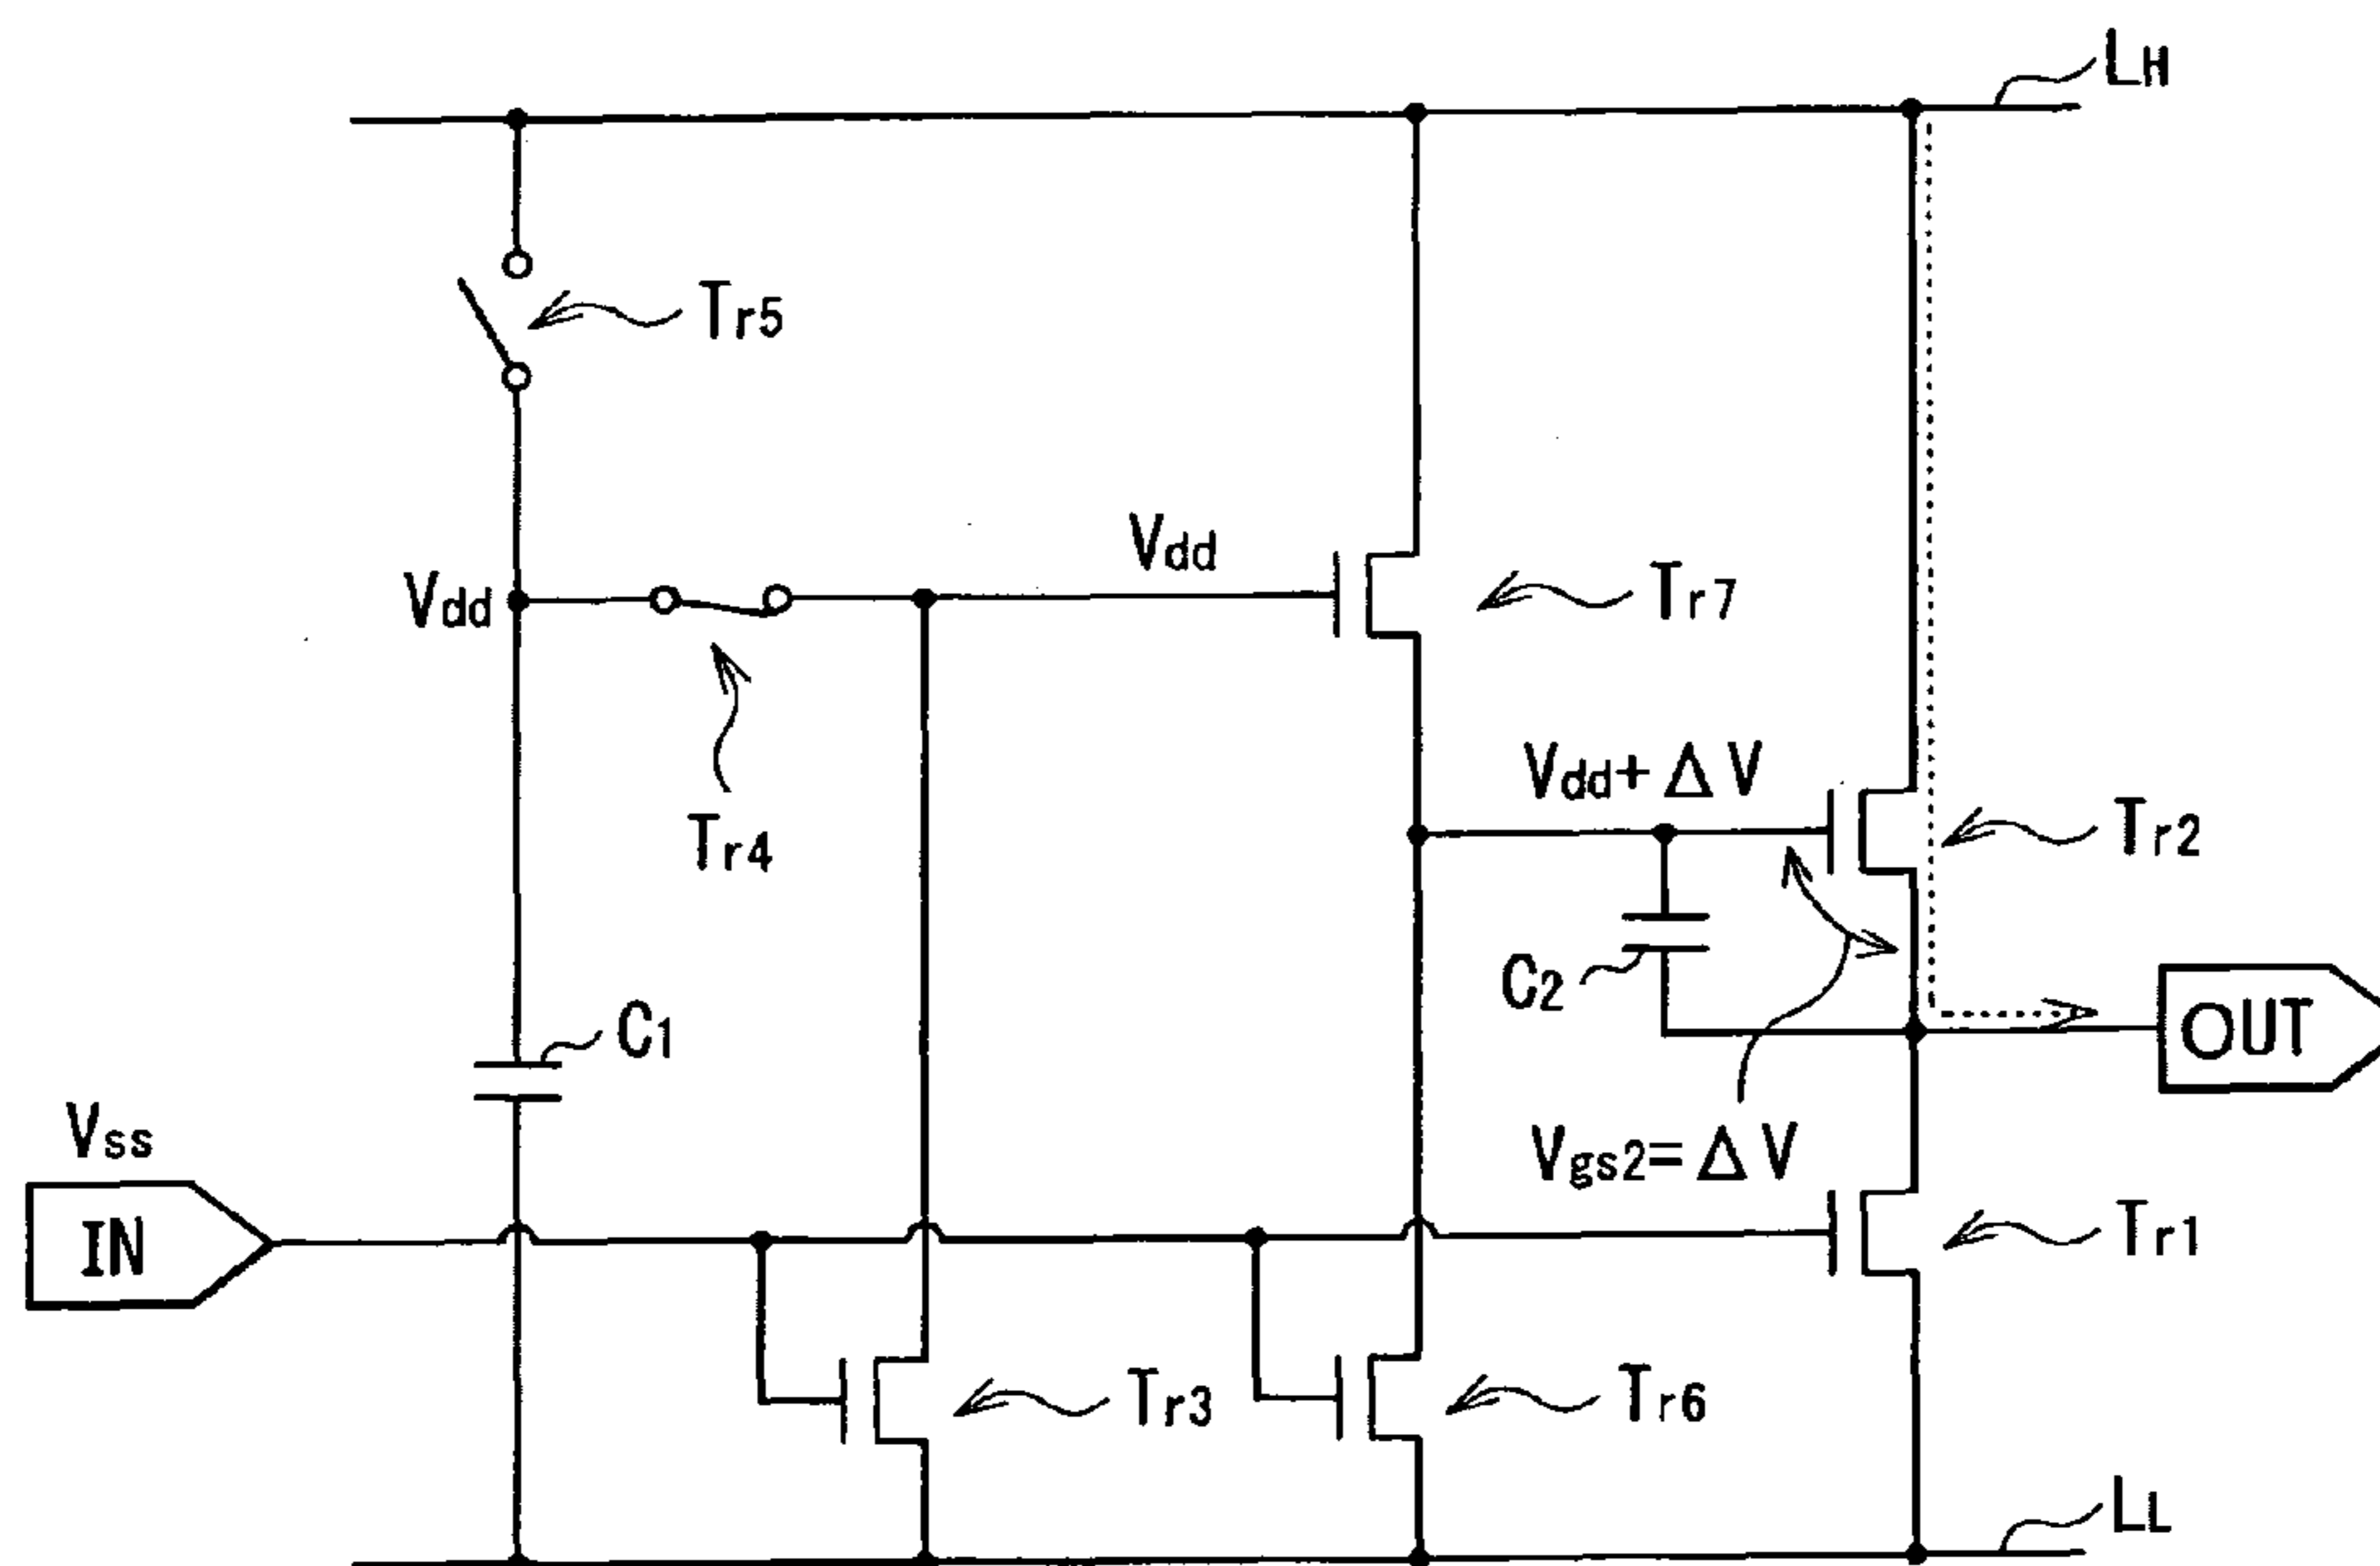 LH
Tr5
Vdd
Vdd
Tr7
Tr4
Vdd+ΔV
Tr2
C2
C1
OUT
Vss
Vgs2=ΔV
IN
Tr1
Tr3
Tr6
LL